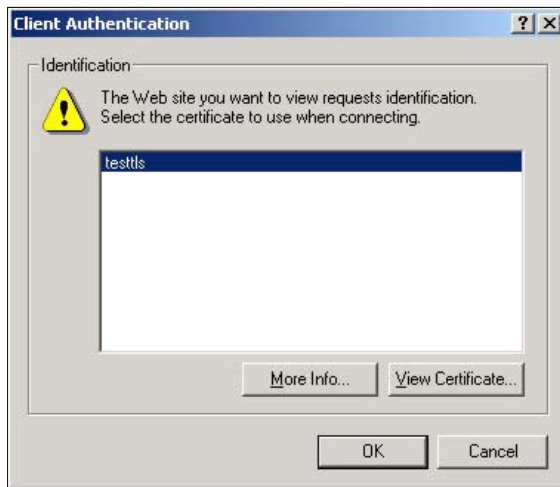 Client Authentication
Identification
The Web site you want to view requests identification.
Select the certificate to use when connecting.
testtls
More Info... View Certificate...
OK Cancel